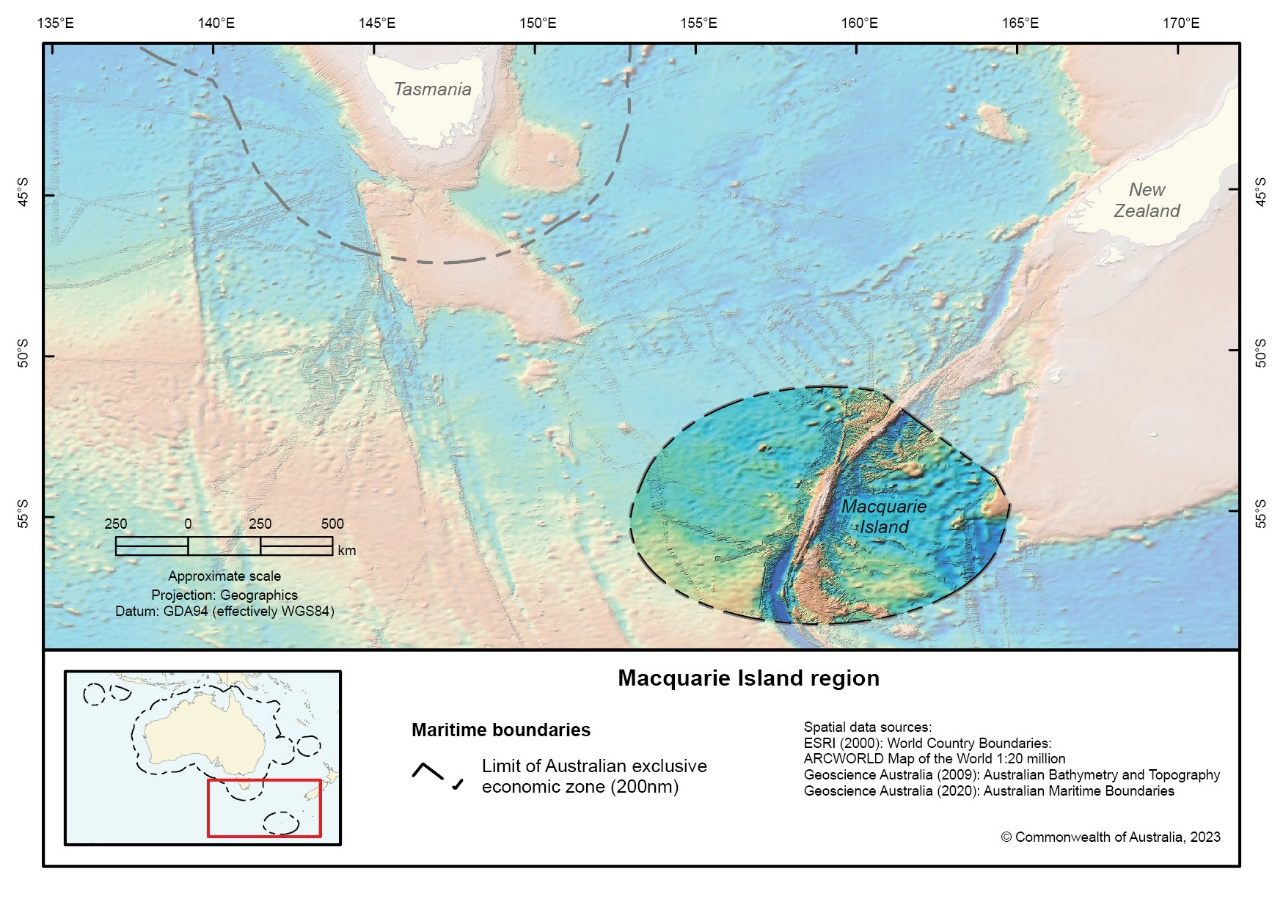 135°E 140°E 145°E 150°E 155°E 160°E 165°E 170°E
Tasmania
45°S
New
Zealand
45°S
50°S
50°S
Macquarie
Island
55°S
55°S
250 0 250 500
km
Approximate scale
Projection: Geographics
Datum: GDA94 (effectively WGS84)
Macquarie Island region
Maritime boundaries
Limit of Australian exclusive
economic zone (200nm)
Spatial data sources:
ESRI (2000): World Country Boundaries:
ARCWORLD Map of the World 1:20 million
Geoscience Australia (2009): Australian Bathymetry and Topography
Geoscience Australia (2020): Australian Maritime Boundaries
© Commonwealth of Australia, 2023